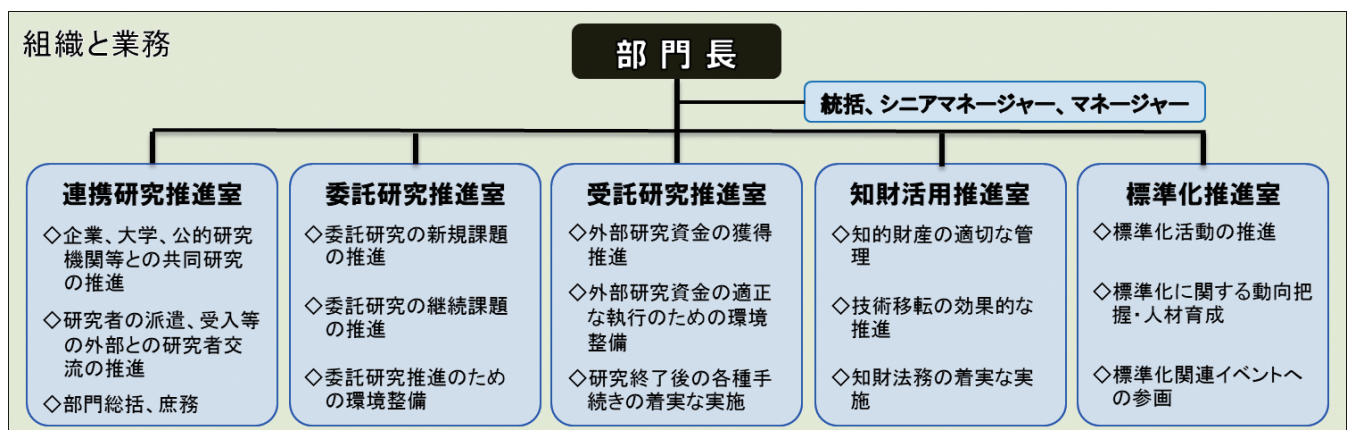 組織と業務
部門長
統括、シニアマネージャー、マネージャー
連携研究推進室
◇企業、大学、公的研究
機関等との共同研究
の推進
◇研究者の派遣、受入等
の外部との研究者交
流の推進
◇部門総括、庶務
委託研究推進室
◇委託研究の新規課題
の推進
◇委託研究の継続課題
の推進
◇委託研究推進のため
の環境整備
受託研究推進室
◇外部研究資金の獲得
推進
◇外部研究資金の適正
な執行のための環境
整備
◇研究終了後の各種手
続きの着実な実施
知財活用推進室
◇知的財産の適切な管
理
◇技術移転の効果的な
推進
◇知財法務の着実な実
施
標準化推進室
◇標準化活動の推進
◇標準化に関する動向把
握・人材育成
◇標準化関連イベントへ
の参画